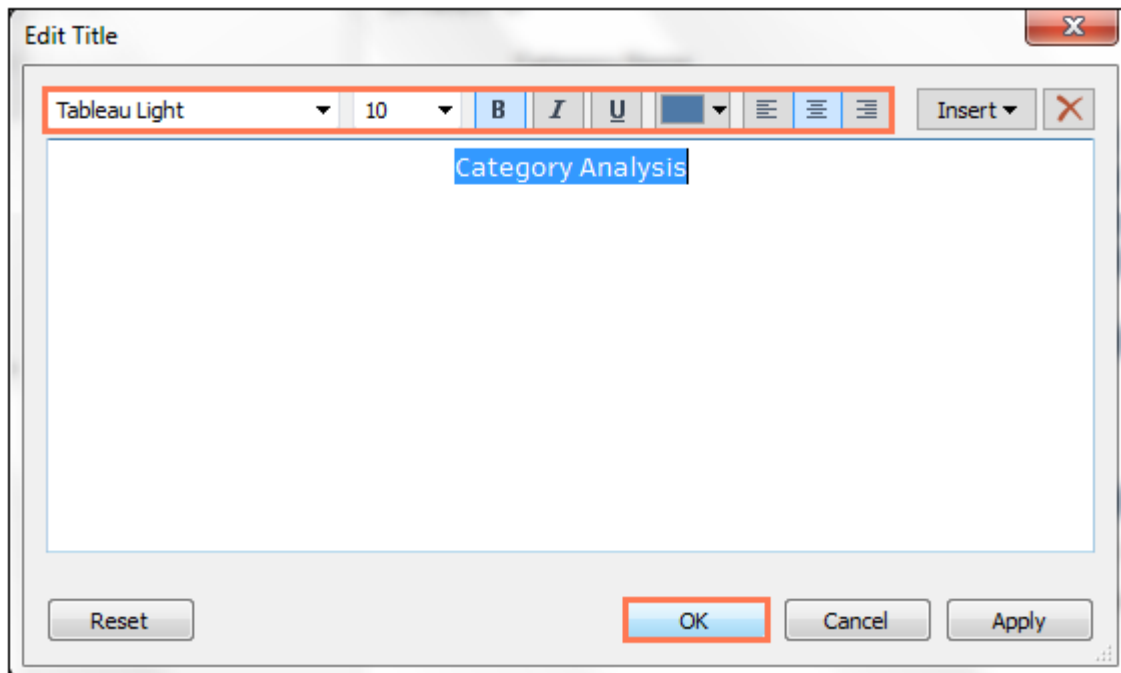 Edit Title
Tableau Light 10 B I U Insert
Category Analysis
Reset OK Cancel Apply